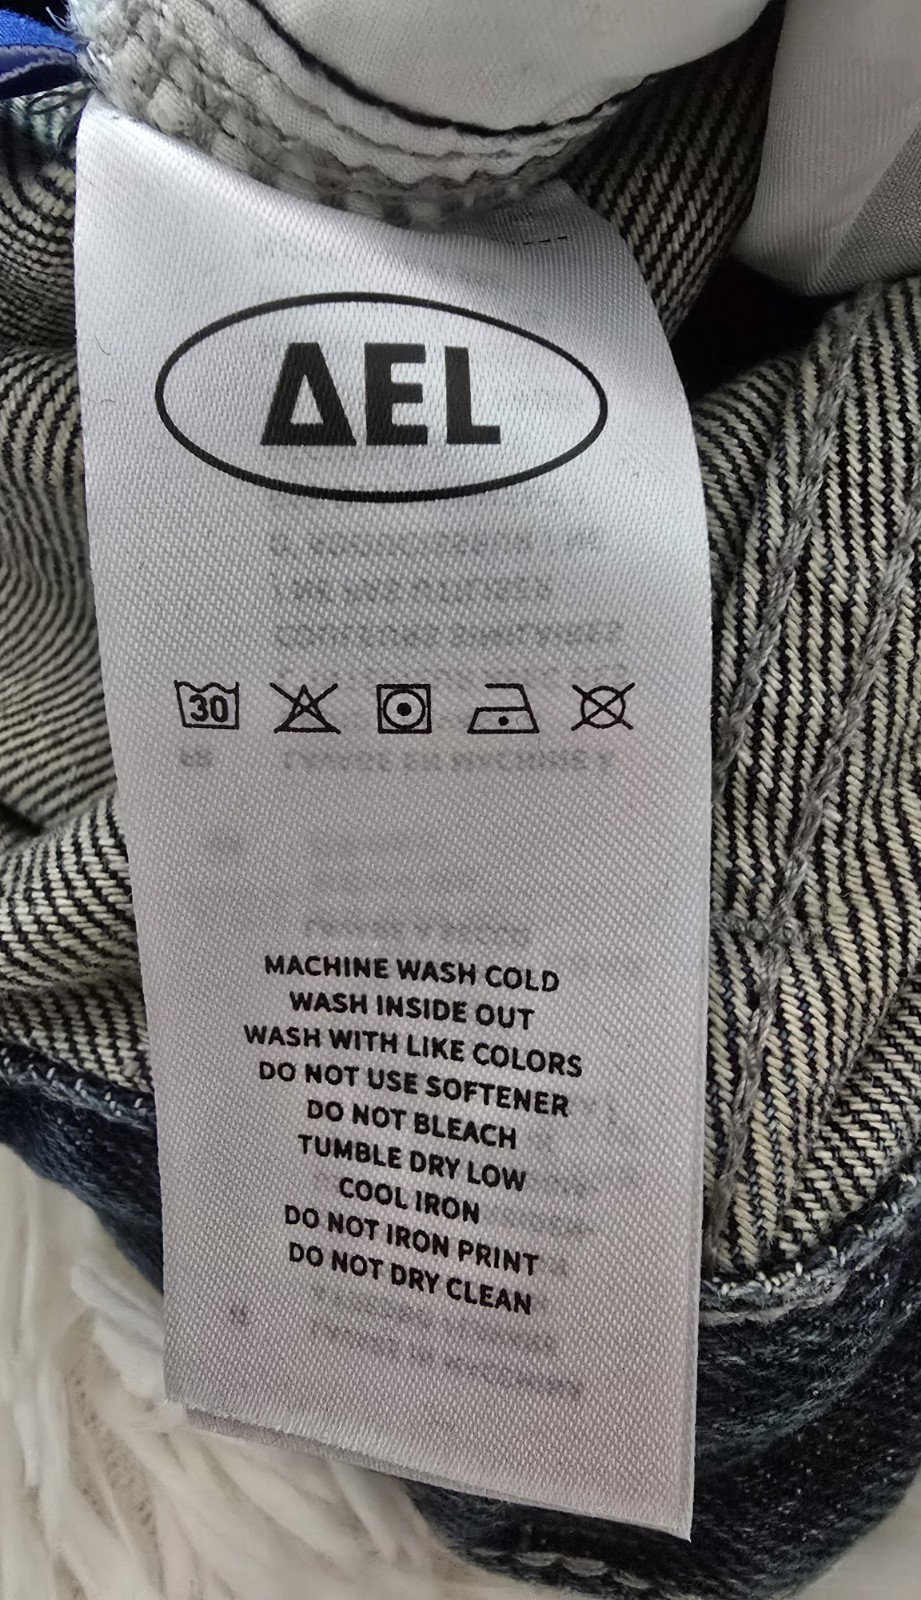 ΔEL
30
MACHINE WASH COLD
WASH INSIDE OUT
WASH WITH LIKE COLORS
DO NOT USE SOFTENER
DO NOT BLEACH
TUMBLE DRY LOW
COOL IRON
DO NOT IRON PRINT
DO NOT DRY CLEAN